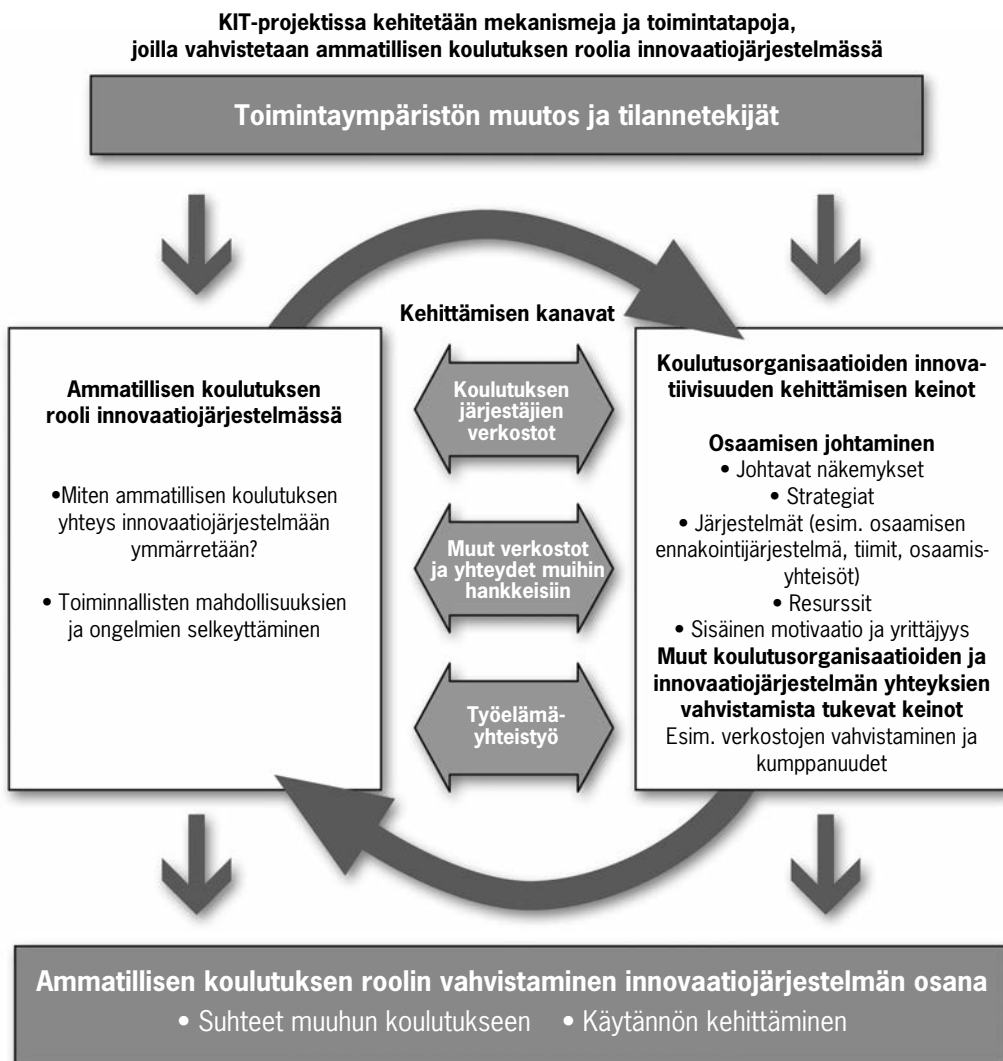 KIT-projektissa kehitetään mekanismeja ja toimintatapoja,
joilla vahvistetaan ammatillisen koulutuksen roolia innovaatiojärjestelmässä
Toimintaympäristön muutos ja tilannetekijät
Ammatillisen koulutuksen
rooli innovaatiojärjestelmässä
•Miten ammatillisen koulutuksen
yhteys innovaatiojärjestelmään
ymmärretään?
• Toiminnallisten mahdollisuuksien
ja ongelmien selkeyttäminen
Kehittämisen kanavat
Koulutuksen
järjestäjien
verkostot
Muut verkostot
ja yhteydet muihin
hankkeisiin
Työelämä-
yhteistyö
Koulutusorganisaatioiden innova-
tiivisuuden kehittämisen keinot
Osaamisen johtaminen
• Johtavat näkemykset
• Strategiat
• Järjestelmät (esim. osaamisen
ennakointijärjestelmä, tiimit, osaamis-
yhteisöt)
• Resurssit
• Sisäinen motivaatio ja yrittäjyys
Muut koulutusorganisaatioiden ja
innovaatiojärjestelmän yhteyksien
vahvistamista tukevat keinot
Esim. verkostojen vahvistaminen ja
kumppanuudet
Ammatillisen koulutuksen roolin vahvistaminen innovaatiojärjestelmän osana
• Suhteet muuhun koulutukseen • Käytännön kehittäminen